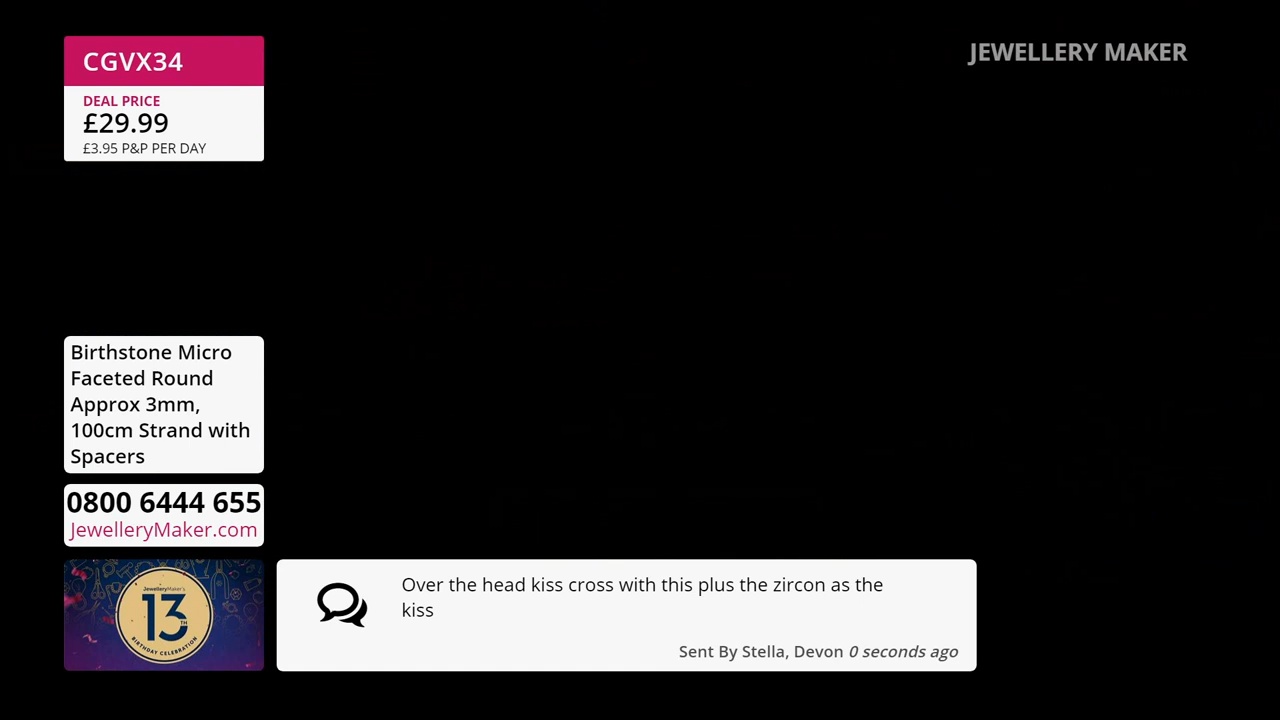 CGVX34
DEAL PRICE
£29.99
£3.95 P&P PER DAY
JEWELLERY MAKER
Birthstone Micro
Faceted Round
Approx 3mm,
100cm Strand with
Spacers
0800 6444 655
JewelleryMaker.com
JewelleryMaker's
13TH
BIRTHDAY CELEBRATION
Over the head kiss cross with this plus the zircon as the
kiss
Sent By Stella, Devon 0 seconds ago